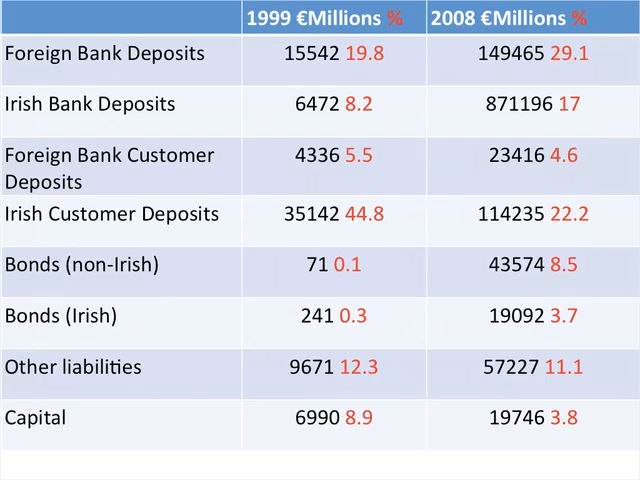 1999 €Millions % 2008 €Millions %
Foreign Bank Deposits 15542 19.8 149465 29.1
Irish Bank Deposits 6472 8.2 871196 17
Foreign Bank Customer 4336 5.5 23416 4.6
Deposits
Irish Customer Deposits 35142 44.8 114235 22.2
Bonds (non-Irish) 71 0.1 43574 8.5
Bonds (Irish) 241 0.3 19092 3.7
Other liabilities 9671 12.3 57227 11.1
Capital 6990 8.9 19746 3.8